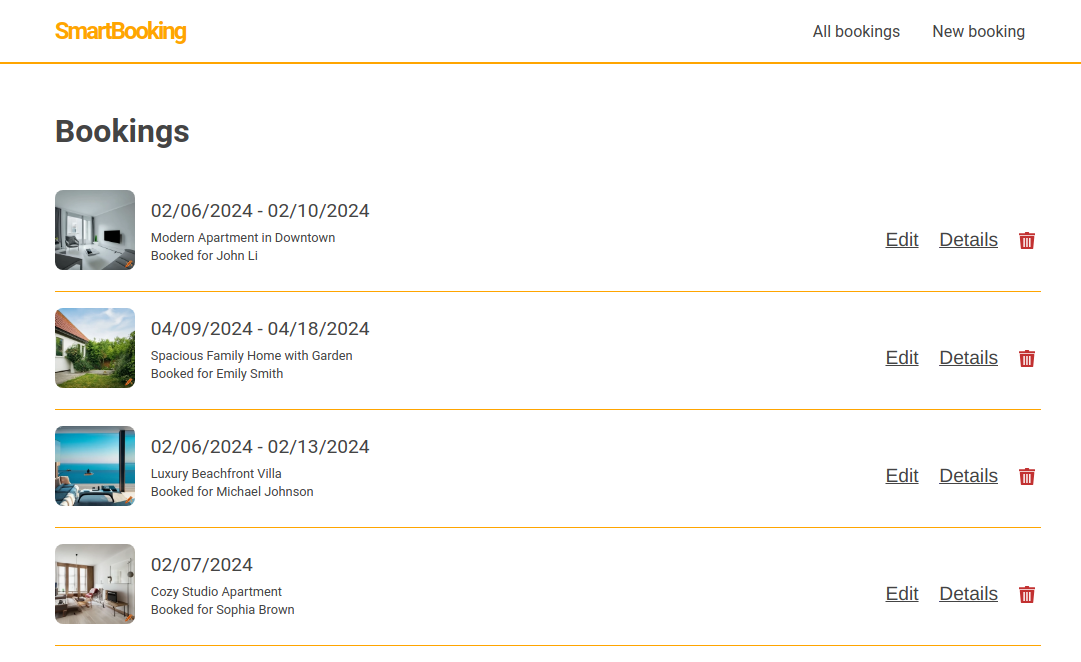 SmartBooking
All bookings
New booking
Bookings
02/06/2024 - 02/10/2024
Modern Apartment in Downtown
Booked for John Li
Edit
Details
04/09/2024 - 04/18/2024
Spacious Family Home with Garden
Booked for Emily Smith
Edit
Details
02/06/2024 - 02/13/2024
Luxury Beachfront Villa
Booked for Michael Johnson
Edit
Details
02/07/2024
Cozy Studio Apartment
Booked for Sophia Brown
Edit
Details